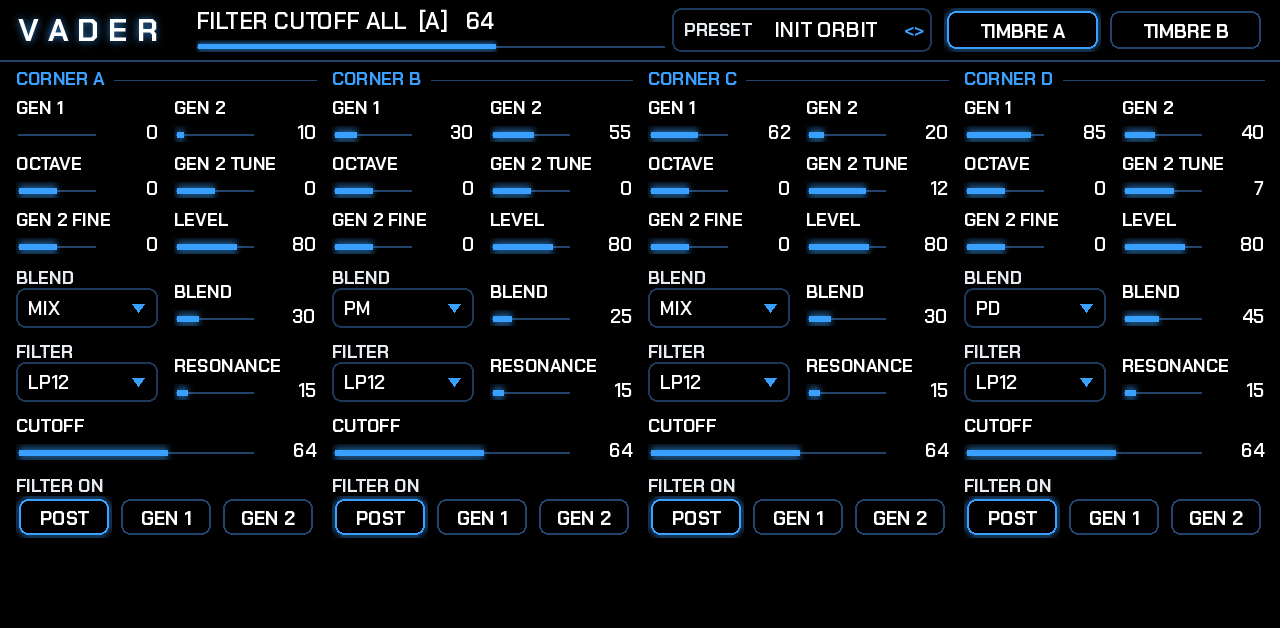 VADER FILTER CUTOFF ALL [A] 64 PRESET INIT ORBIT <> TIMBRE A TIMBRE B
CORNER A CORNER B CORNER C CORNER D
GEN 1 GEN 2 GEN 1 GEN 2 GEN 1 GEN 2 GEN 1 GEN 2
0 10 30 55 62 20 85 40
OCTAVE GEN 2 TUNE OCTAVE GEN 2 TUNE OCTAVE GEN 2 TUNE OCTAVE GEN 2 TUNE
0 0 0 0 0 12 0 7
GEN 2 FINE LEVEL GEN 2 FINE LEVEL GEN 2 FINE LEVEL GEN 2 FINE LEVEL
0 80 0 80 0 80 0 80
BLEND BLEND BLEND BLEND BLEND BLEND BLEND BLEND
MIX 30 PM 25 MIX 30 PD 45
FILTER RESONANCE FILTER RESONANCE FILTER RESONANCE FILTER RESONANCE
LP12 15 LP12 15 LP12 15 LP12 15
CUTOFF CUTOFF CUTOFF CUTOFF
64 64 64 64
FILTER ON FILTER ON FILTER ON FILTER ON
POST GEN 1 GEN 2 POST GEN 1 GEN 2 POST GEN 1 GEN 2 POST GEN 1 GEN 2